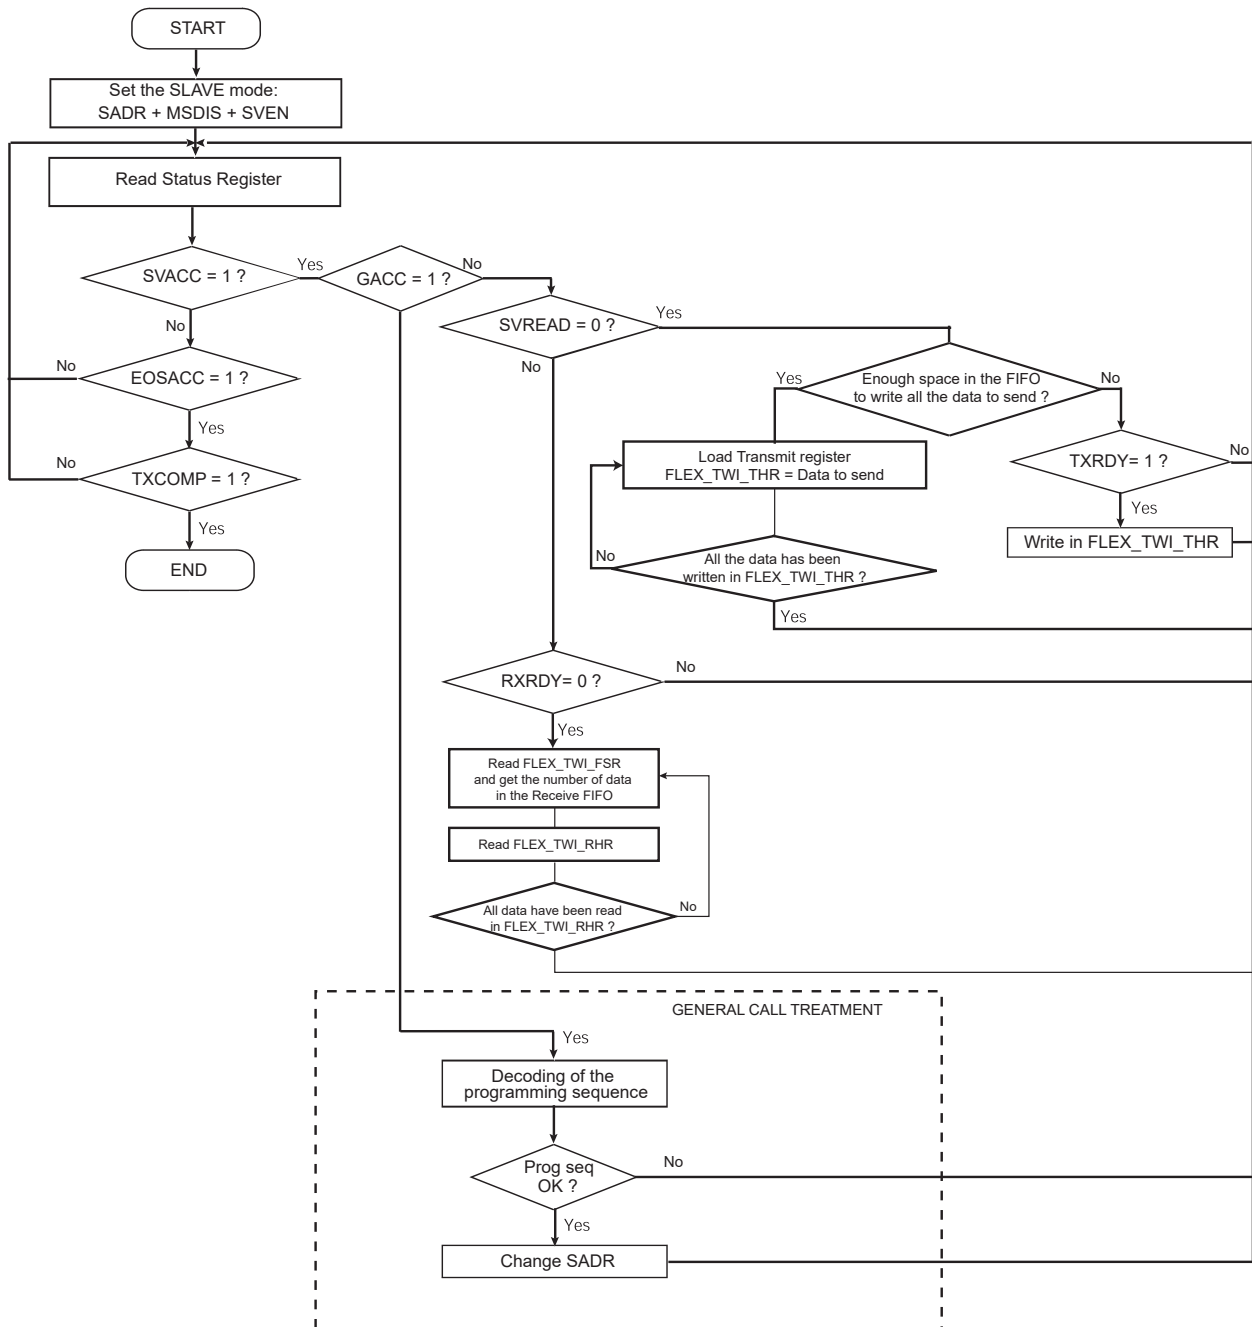 START
Set the SLAVE mode:
SADR + MSDIS + SVEN
Read Status Register
SVACC = 1 ?
Yes
GACC = 1 ?
No
SVREAD = 0 ?
Yes
No
No
EOSACC = 1 ?
No
Yes
Enough space in the FIFO
to write all the data to send ?
No
Yes
No
TXCOMP = 1 ?
Load Transmit register
FLEX_TWI_THR = Data to send
TXRDY= 1 ?
No
Yes
Yes
END
No
All the data has been
written in FLEX_TWI_THR ?
Write in FLEX_TWI_THR
Yes
RXRDY= 0 ?
No
Yes
Read FLEX_TWI_FSR
and get the number of data
in the Receive FIFO
Read FLEX_TWI_RHR
All data have been read
in FLEX_TWI_RHR ?
No
GENERAL CALL TREATMENT
Yes
Decoding of the
programming sequence
Prog seq
OK ?
No
Yes
Change SADR